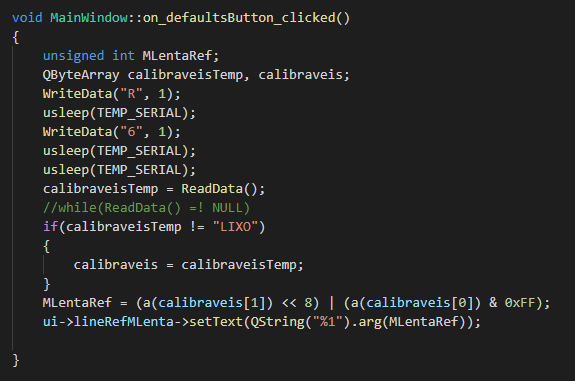 void MainWindow::on_defaultsButton_clicked()
{
    unsigned int MLentaRef;
    QByteArray calibraveisTemp, calibraveis;
    WriteData("R", 1);
    usleep(TEMP_SERIAL);
    WriteData("6", 1);
    usleep(TEMP_SERIAL);
    usleep(TEMP_SERIAL);
    calibraveisTemp = ReadData();
    //while(ReadData() =! NULL)
    if(calibraveisTemp != "LIXO")
    {
        calibraveis = calibraveisTemp;
    }
    MLentaRef = (a(calibraveis[1]) << 8) | (a(calibraveis[0]) & 0xFF);
    ui->lineRefMLenta->setText(QString("%1").arg(MLentaRef));
}